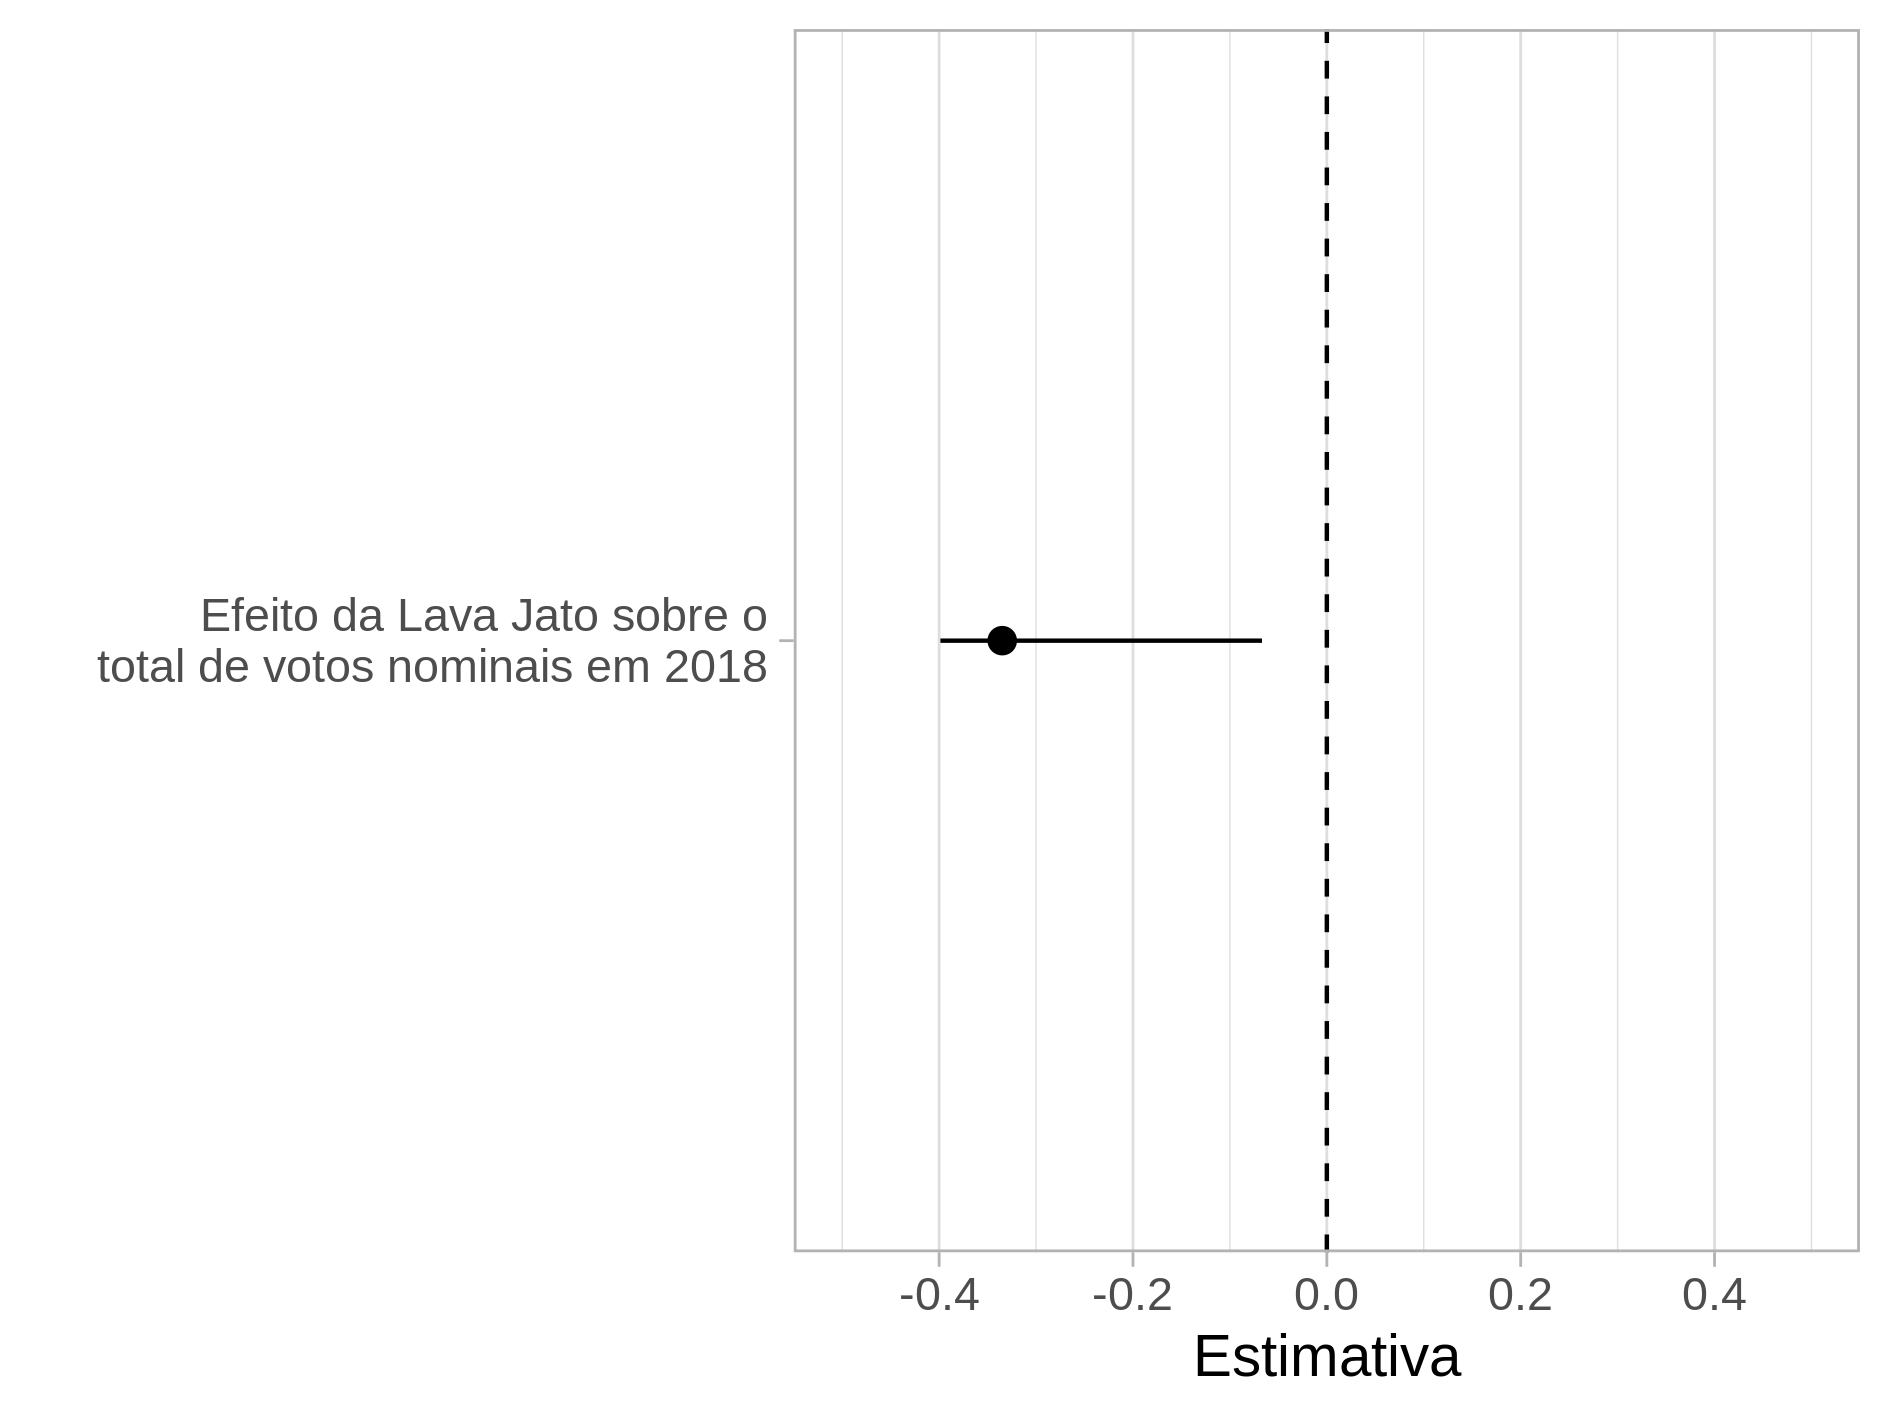 Efeito da Lava Jato sobre o
total de votos nominais em 2018
-0.4 -0.2 0.0 0.2 0.4
Estimativa